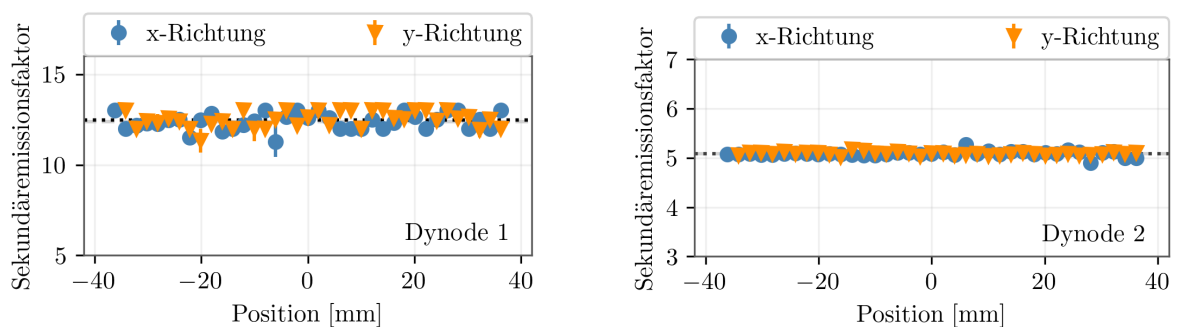 x-Richtung y-Richtung
Sekundäremissionsfaktor
15
10
5
Dynode 1
−40 −20 0 20 40
Position [mm]
x-Richtung y-Richtung
Sekundäremissionsfaktor
7
6
5
4
3
Dynode 2
−40 −20 0 20 40
Position [mm]